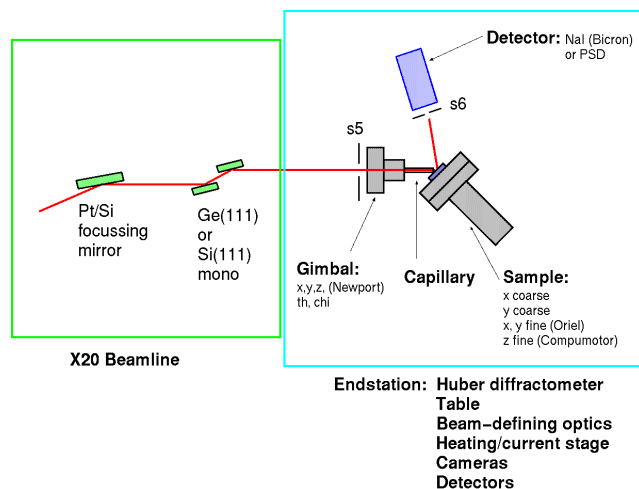 Detector: NaI (Bicron)
or PSD
s6
s5
Pt/Si
focussing
mirror
Ge(111)
or
Si(111)
mono
Gimbal:
x,y,z, (Newport)
th, chi
Capillary
Sample:
x coarse
y coarse
x, y fine (Oriel)
z fine (Compumotor)
X20 Beamline
Endstation: Huber diffractometer
Table
Beam−defining optics
Heating/current stage
Cameras
Detectors